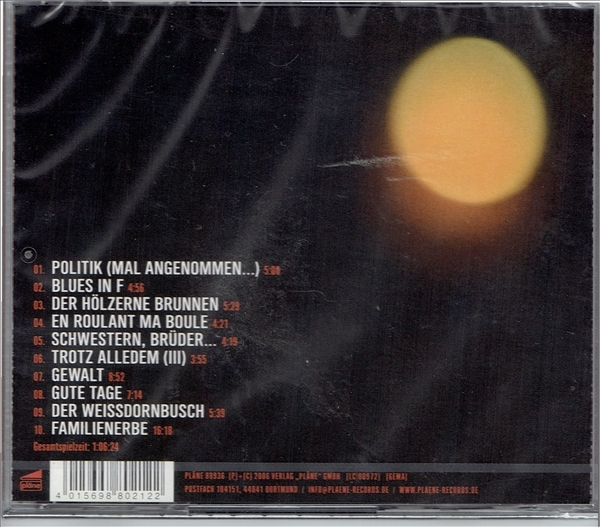 01. POLITIK (MAL ANGENOMMEN...) 5:08
02. BLUES IN F 4:56
03. DER HÖLZERNE BRUNNEN 5:29
04. EN ROULANT MA BOULE 4:21
05. SCHWESTERN, BRÜDER... 4:19
06. TROTZ ALLEDEM (III) 3:55
07. GEWALT 8:52
08. GUTE TAGE 7:14
09. DER WEISSDORNBUSCH 5:39
10. FAMILIENERBE 16:18
Gesamtspielzeit: 1:06:24
pläne
4 015698 802122
PLÄNE 88936 (P)+(C) 2006 VERLAG „PLÄNE“ GMBH (LC)00972) (GEMA)
POSTFACH 104151, 44041 DORTMUND / INFO@PLAENE-RECORDS.DE / WWW.PLAENE-RECORDS.DE